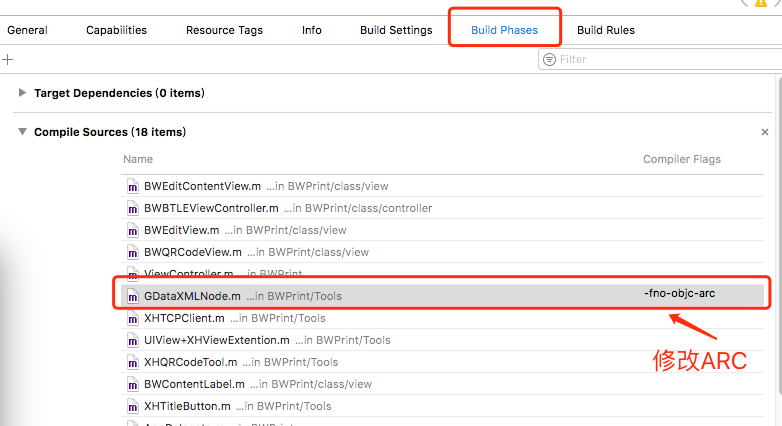 General Capabilities Resource Tags Info Build Settings Build Phases Build Rules
Filter
Target Dependencies (0 items)
Compile Sources (18 items)
Name Compiler Flags
BWEditContentView.m ...in BWPrint/class/view
BWBTLEViewController.m ...in BWPrint/class/controller
BWEditView.m ...in BWPrint/class/view
BWQRCodeView.m ...in BWPrint/class/view
ViewController.m ...in BWPrint
GDataXMLNode.m ...in BWPrint/Tools -fno-objc-arc
XHTCPClient.m ...in BWPrint/Tools
UIView+XHViewExtention.m ...in BWPrint/Tools
修改ARC
XHQRCodeTool.m ...in BWPrint/Tools
BWContentLabel.m ...in BWPrint/class/view
XHTitleButton.m ...in BWPrint/Tools